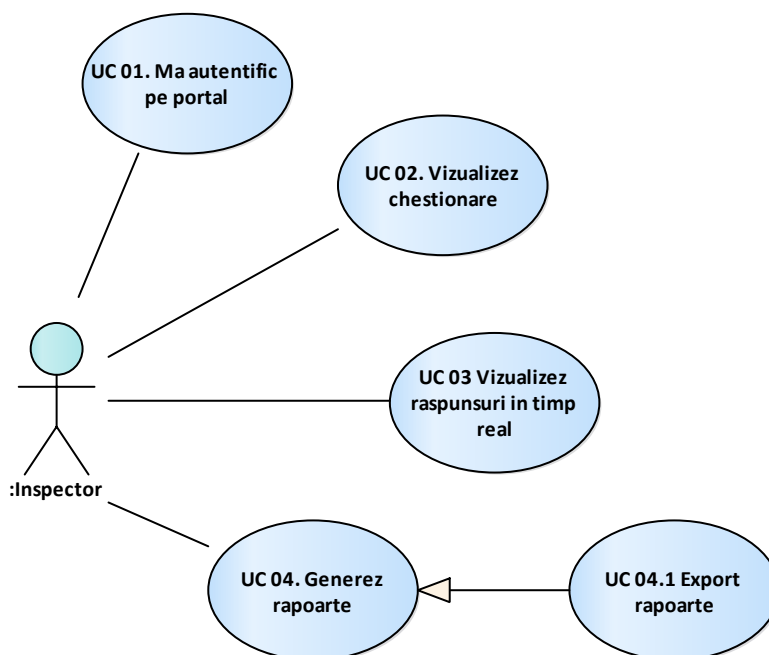 UC 01. Ma autentific
pe portal
UC 02. Vizualizez
chestionare
UC 03 Vizualizez
raspunsuri in timp
real
:Inspector
UC 04. Generez
rapoarte
UC 04.1 Export
rapoarte